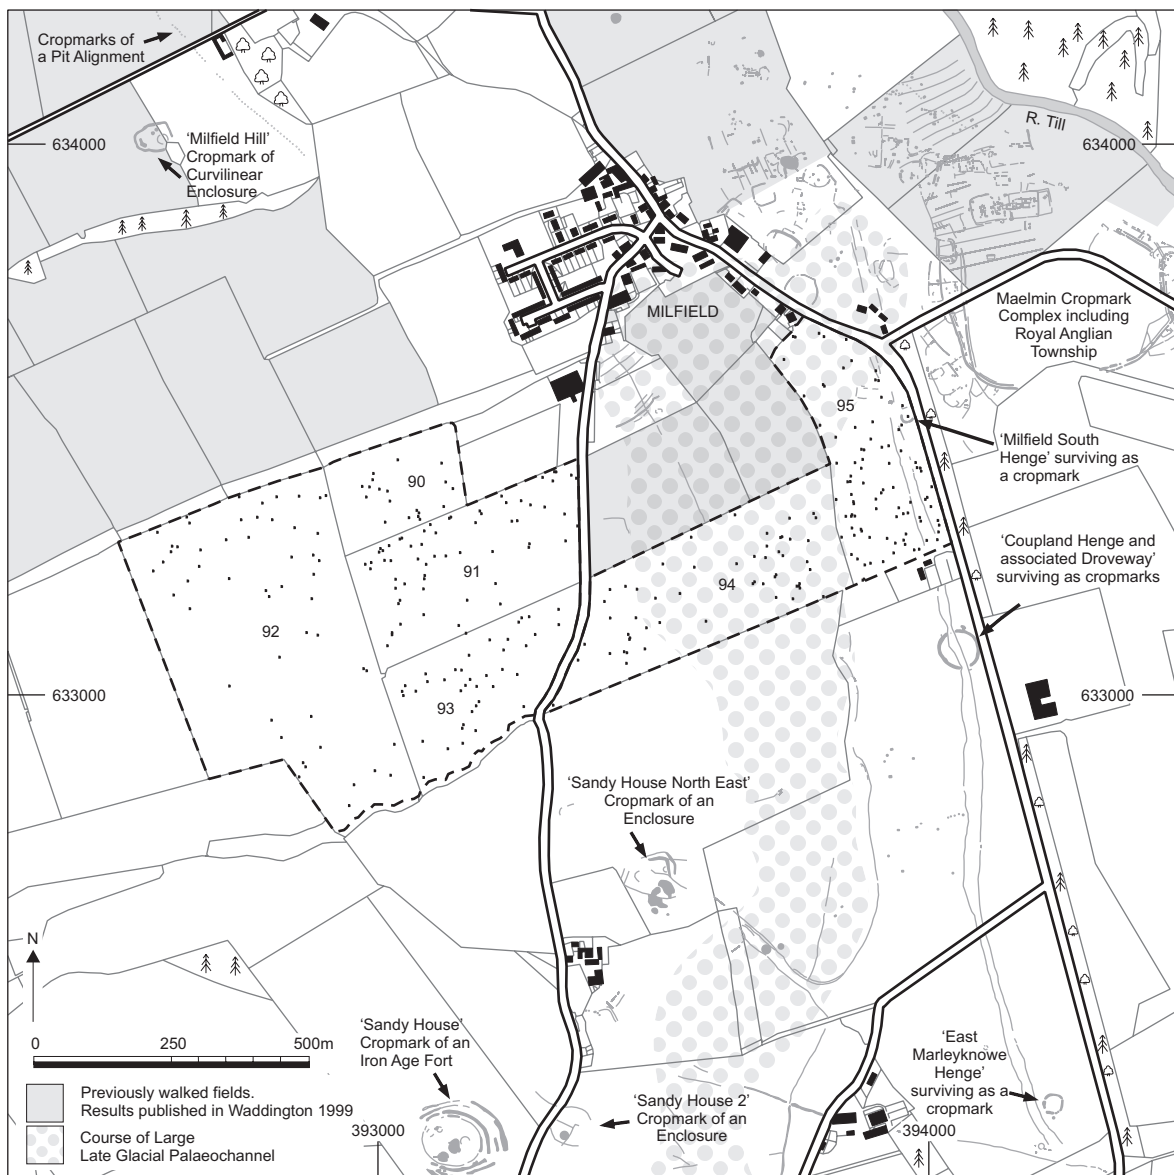 Cropmarks of
a Pit Alignment
634000
'Milfield Hill'
Cropmark of
Curvilinear
Enclosure
R. Till
634000
MILFIELD
Maelmin Cropmark
Complex including
Royal Anglian
Township
95
'Milfield South
Henge' surviving as
a cropmark
90
91
92
93
94
'Coupland Henge and
associated Droveway'
surviving as cropmarks
633000
633000
'Sandy House North East'
Cropmark of an
Enclosure
N
0 250 500m
'Sandy House'
Cropmark of an
Iron Age Fort
'East
Marleyknowe
Henge'
surviving as a
cropmark
Previously walked fields.
Results published in Waddington 1999
Course of Large
Late Glacial Palaeochannel
'Sandy House 2'
Cropmark of an
Enclosure
393000
394000